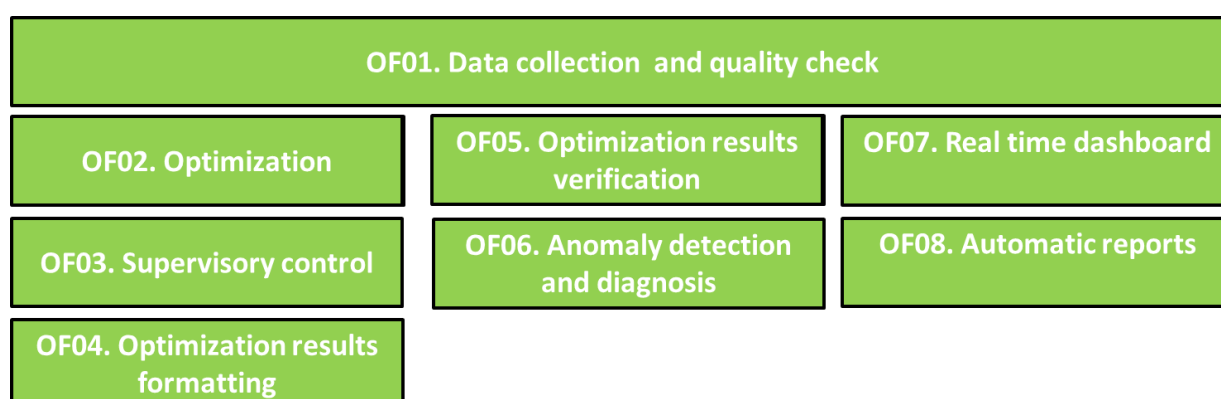 OF01. Data collection  and quality check
OF02. Optimization
OF03. Supervisory control
OF04. Optimization results
formatting
OF05. Optimization results
verification
OF06. Anomaly detection
and diagnosis
OF07. Real time dashboard
OF08. Automatic reports